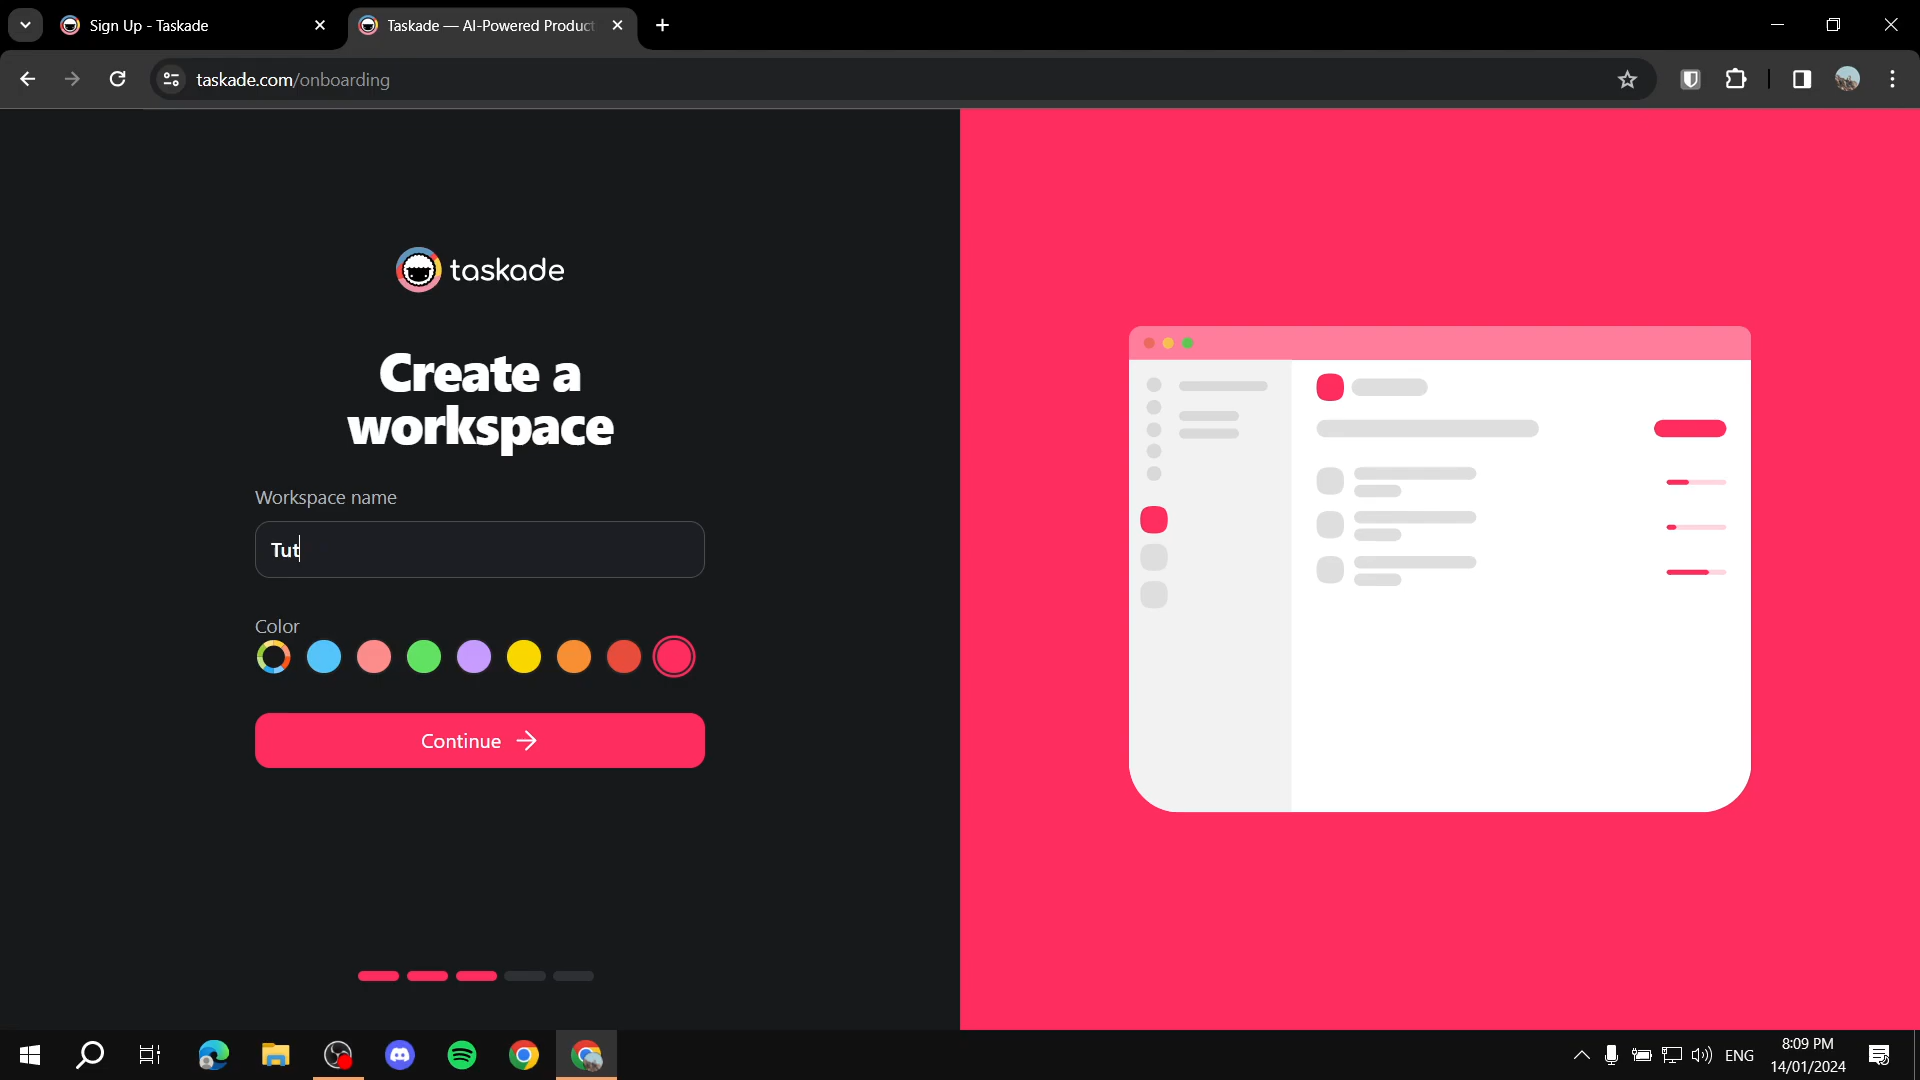 Sign Up - Taskade
Taskade — AI-Powered Product
taskade.com/onboarding
taskade
Create a
workspace
Workspace name
Tut
Color
Continue
ENG
8:09 PM
14/01/2024